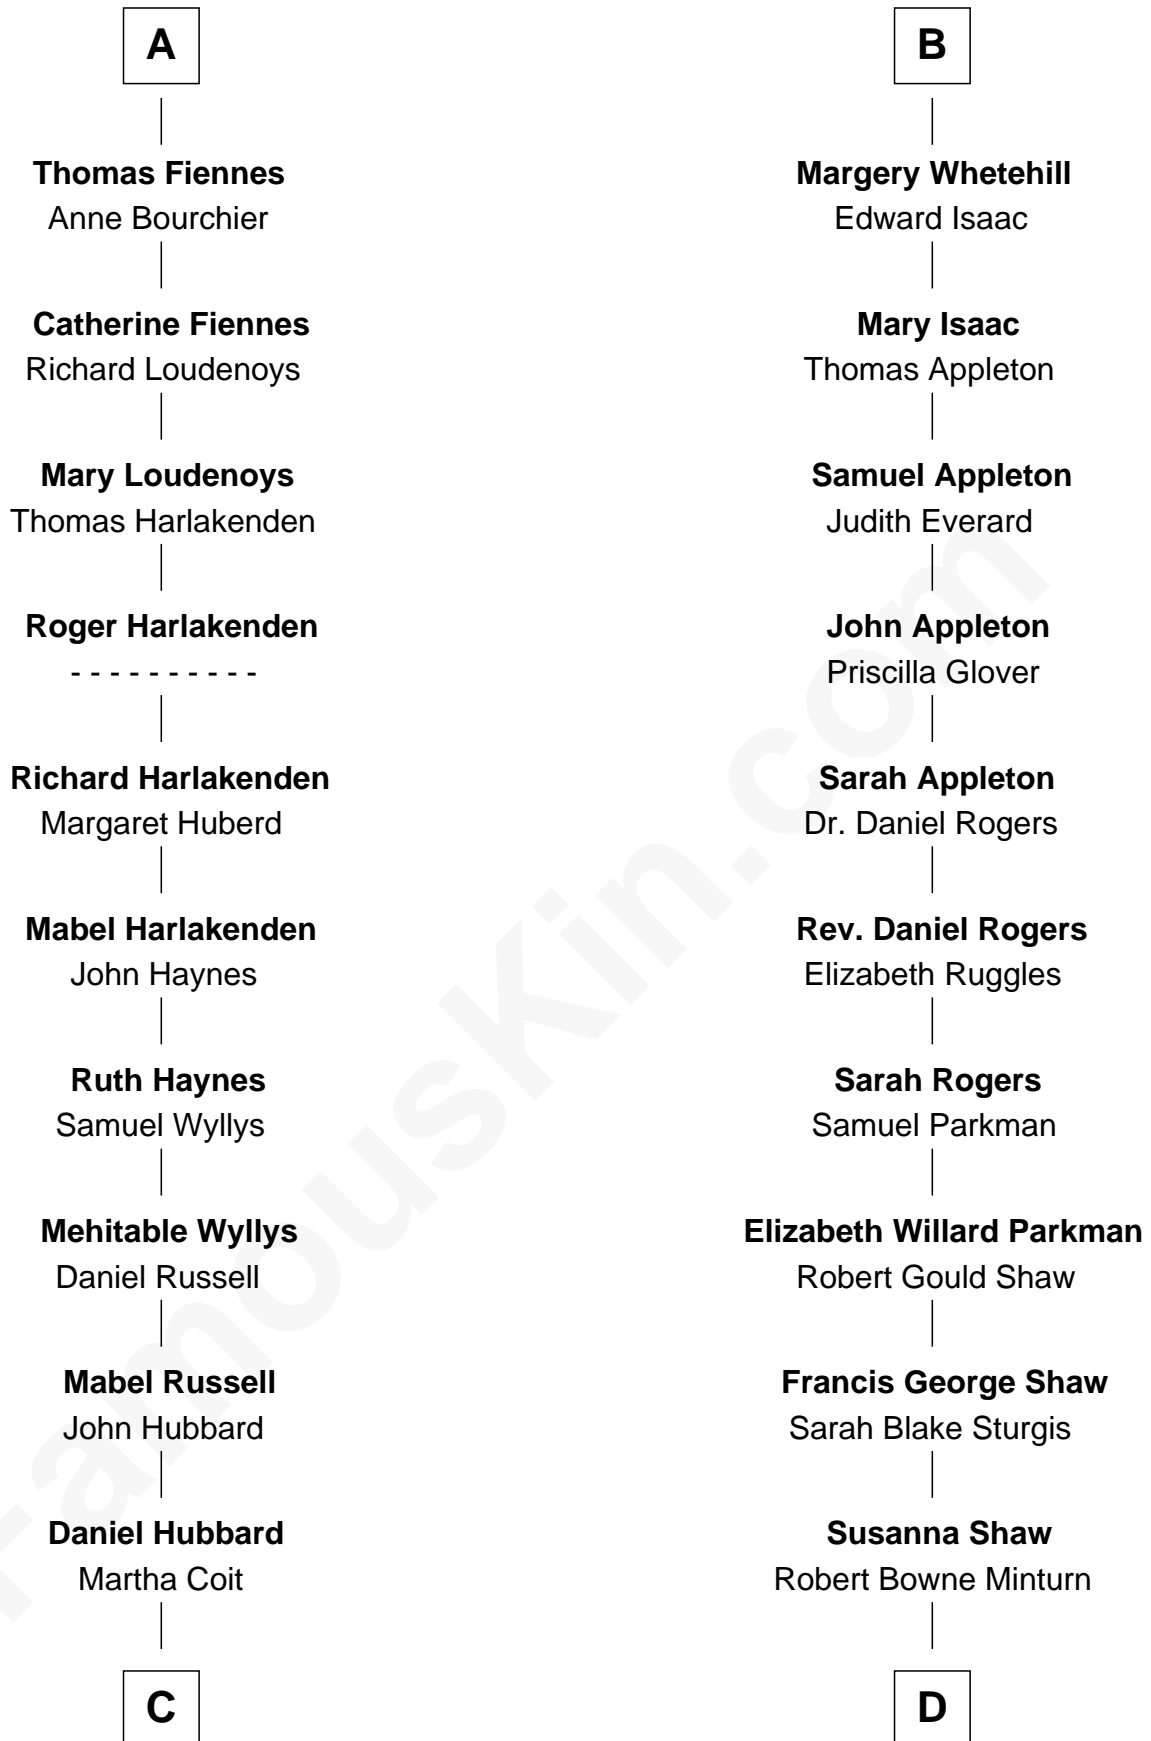 A
Thomas Fiennes
Anne Bourchier
Catherine Fiennes
Richard Loudenoys
Mary Loudenoys
Thomas Harlakenden
Roger Harlakenden
- - - - - - - - - -
Richard Harlakenden
Margaret Huberd
Mabel Harlakenden
John Haynes
Ruth Haynes
Samuel Wyllys
Mehitable Wyllys
Daniel Russell
Mabel Russell
John Hubbard
Daniel Hubbard
Martha Coit
C
B
Margery Whetehill
Edward Isaac
Mary Isaac
Thomas Appleton
Samuel Appleton
Judith Everard
John Appleton
Priscilla Glover
Sarah Appleton
Dr. Daniel Rogers
Rev. Daniel Rogers
Elizabeth Ruggles
Sarah Rogers
Samuel Parkman
Elizabeth Willard Parkman
Robert Gould Shaw
Francis George Shaw
Sarah Blake Sturgis
Susanna Shaw
Robert Bowne Minturn
D
FamousKin.com